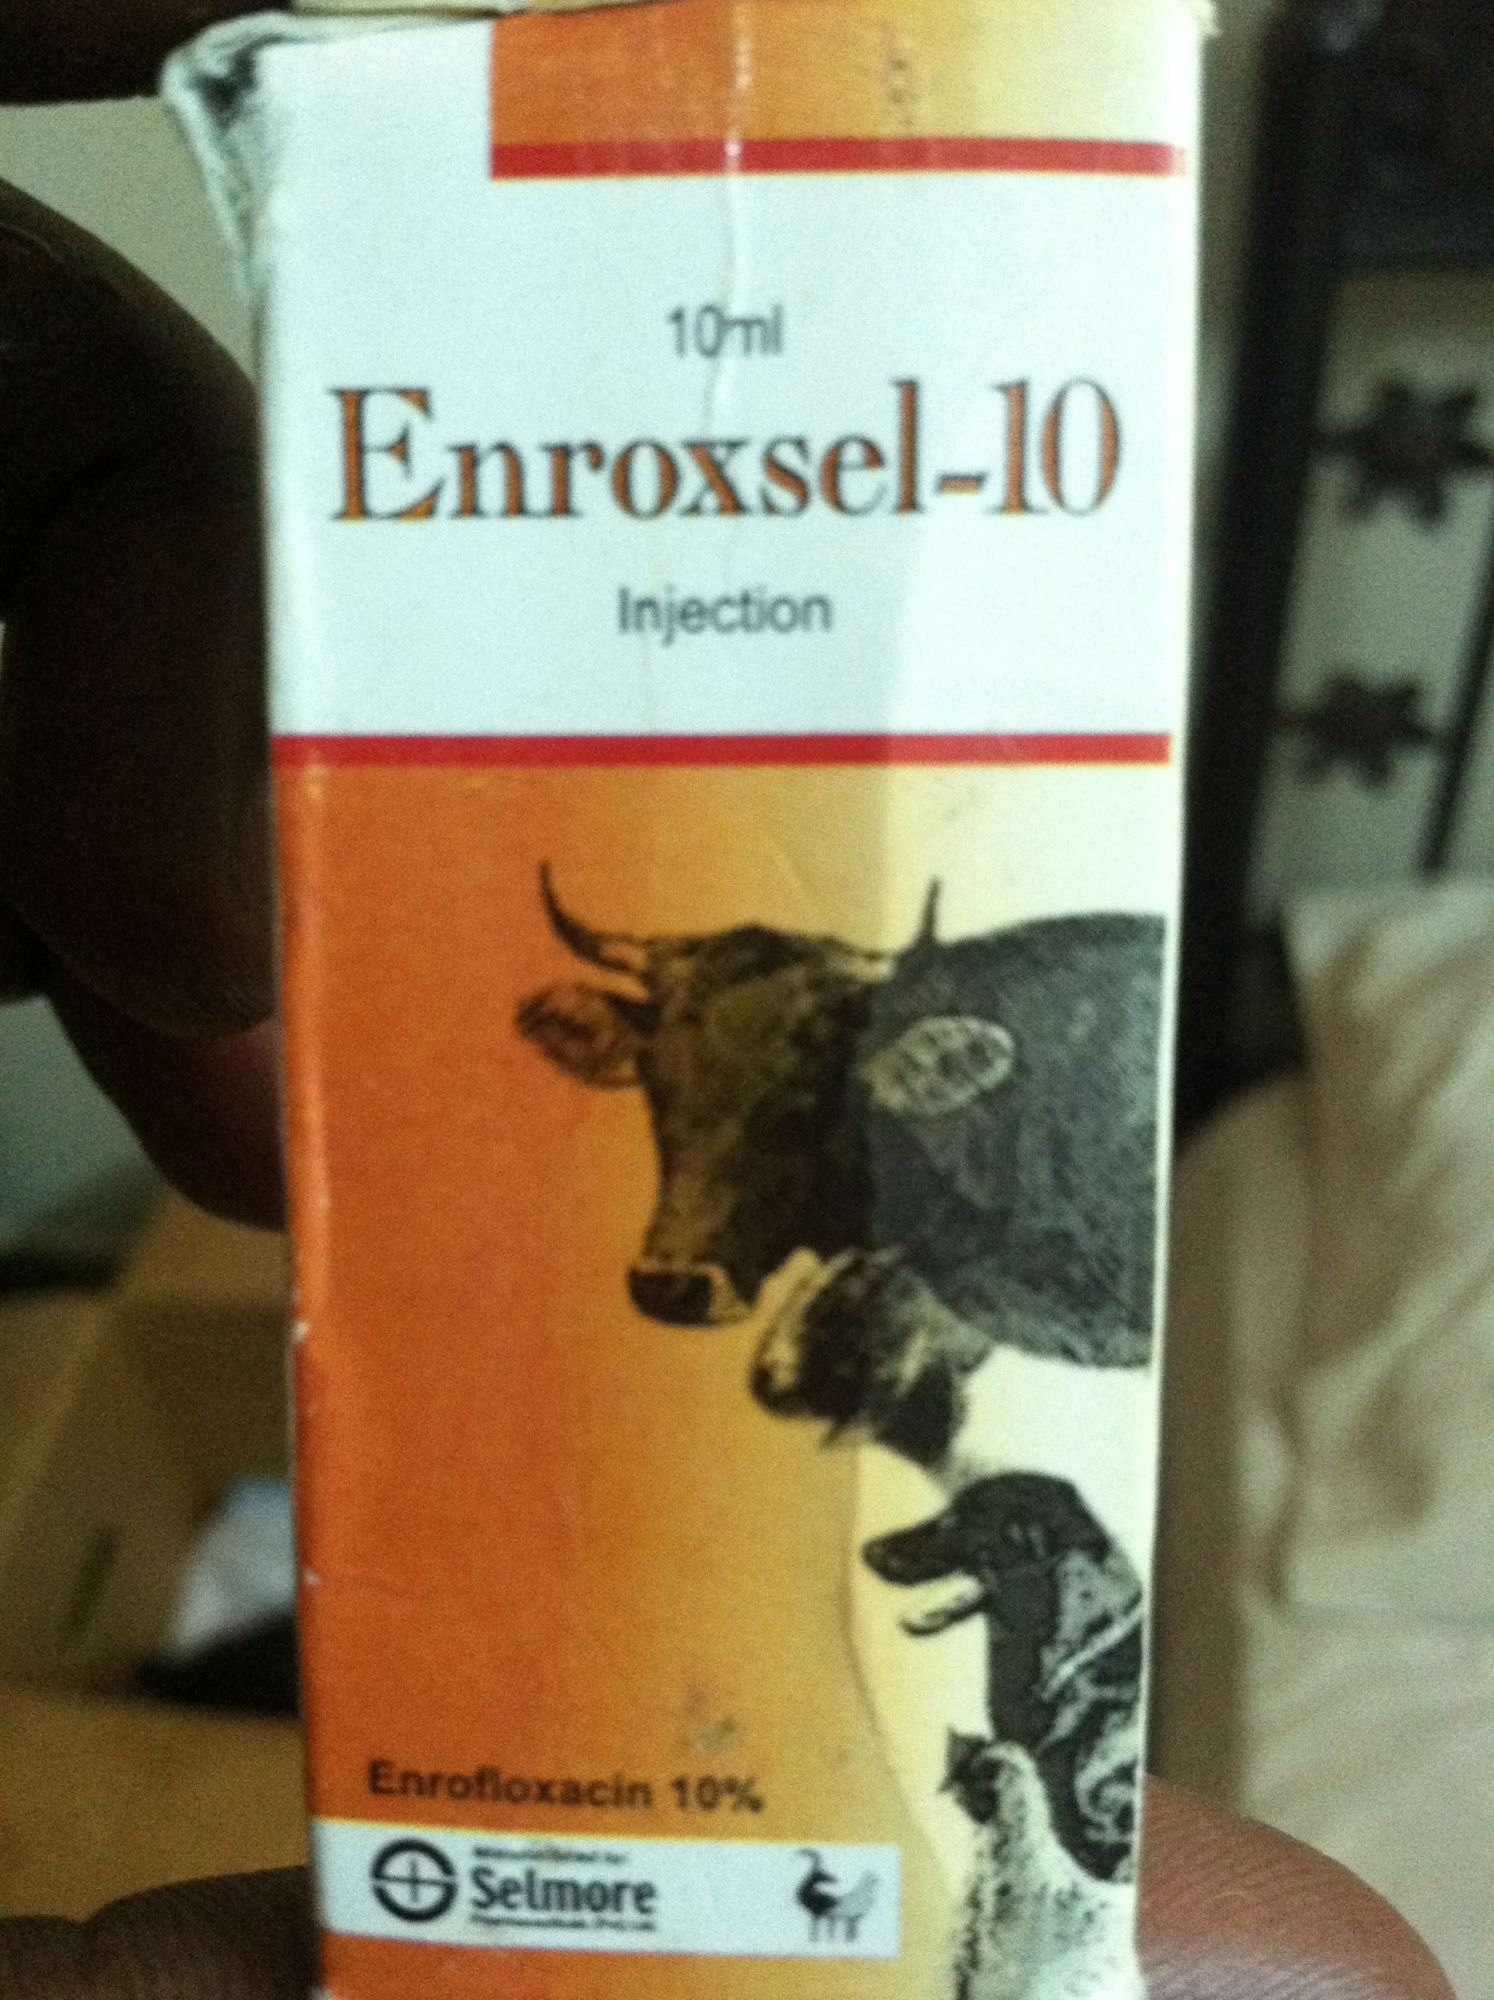 10ml
Enroxsel-10
Injection
Enrofloxacin 10%
Selmore